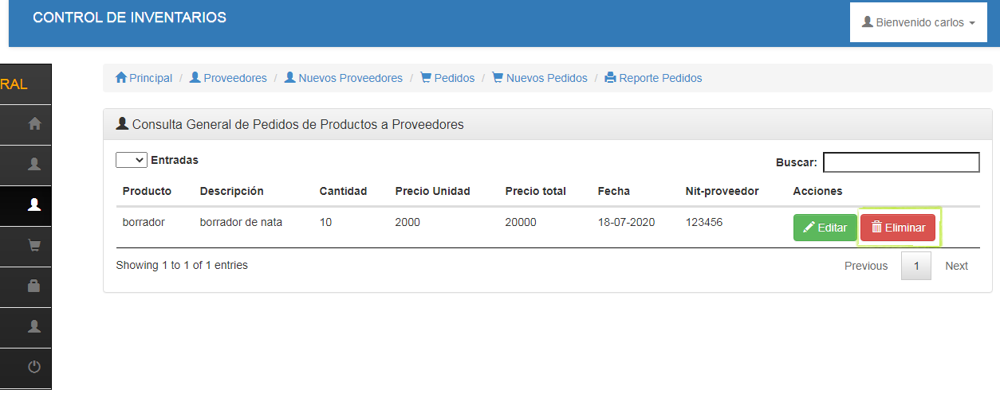 CONTROL DE INVENTARIOS
Bienvenido carlos
RAL
Principal / Proveedores / Nuevos Proveedores / Pedidos / Nuevos Pedidos / Reporte Pedidos
Consulta General de Pedidos de Productos a Proveedores
Entradas
Buscar:
Producto Descripción Cantidad Precio Unidad Precio total Fecha Nit-proveedor Acciones
borrador borrador de nata 10 2000 20000 18-07-2020 123456 Editar Eliminar
Showing 1 to 1 of 1 entries
Previous 1 Next